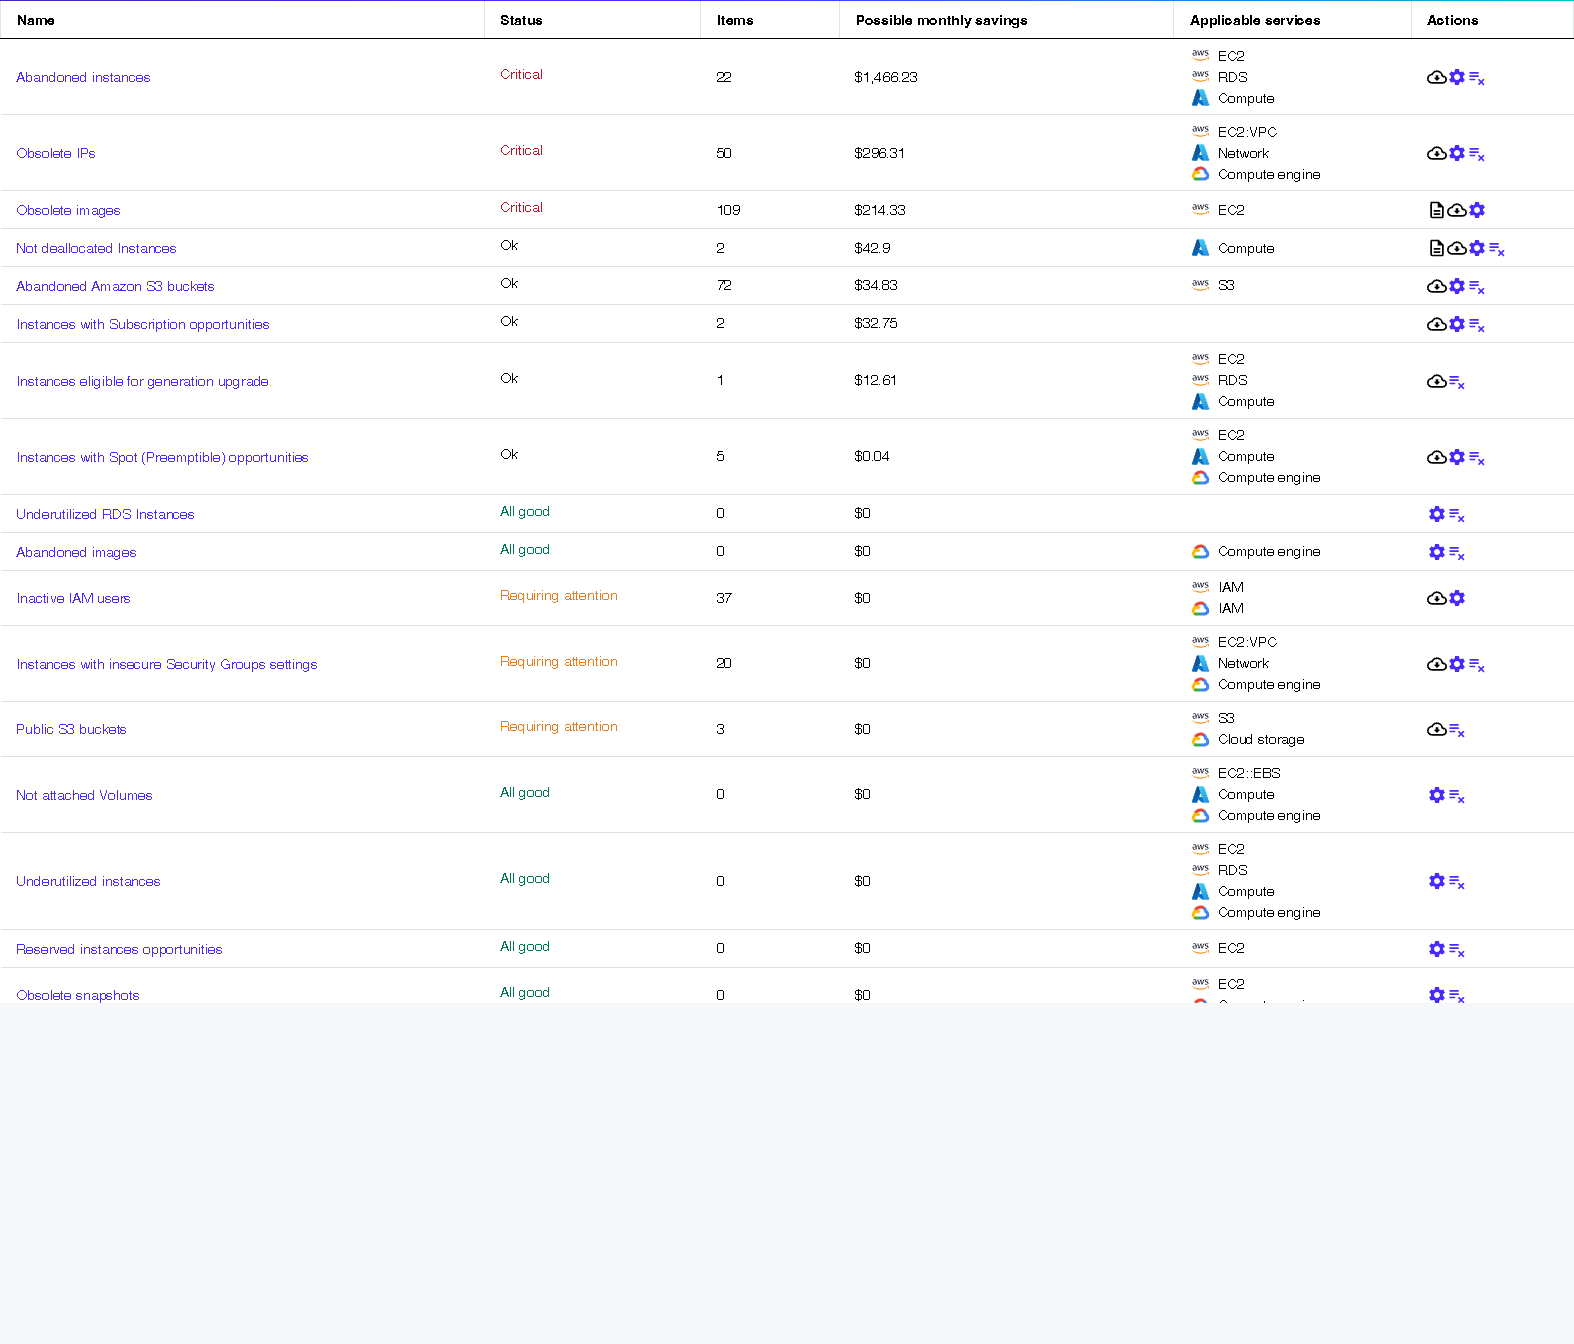 Name Status Items Possible monthly savings Applicable services Actions
Abandoned instances Critical 22 $1,466.23 aws EC2
aws RDS
Compute
Obsolete IPs Critical 50 $296.31 aws EC2:VPC
Network
Compute engine
Obsolete images Critical 109 $214.33 aws EC2
Not deallocated Instances Ok 2 $42.9 Compute
Abandoned Amazon S3 buckets Ok 72 $34.83 aws S3
Instances with Subscription opportunities Ok 2 $32.75
Instances eligible for generation upgrade Ok 1 $12.61 aws EC2
aws RDS
Compute
Instances with Spot (Preemptible) opportunities Ok 5 $0.04 aws EC2
Compute
Compute engine
Underutilized RDS Instances All good 0 $0
Abandoned images All good 0 $0 Compute engine
Inactive IAM users Requiring attention 37 $0 aws IAM
IAM
Instances with insecure Security Groups settings Requiring attention 20 $0 aws EC2:VPC
Network
Compute engine
Public S3 buckets Requiring attention 3 $0 aws S3
Cloud storage
Not attached Volumes All good 0 $0 aws EC2::EBS
Compute
Compute engine
Underutilized instances All good 0 $0 aws EC2
aws RDS
Compute
Compute engine
Reserved instances opportunities All good 0 $0 aws EC2
Obsolete snapshots All good 0 $0 aws EC2